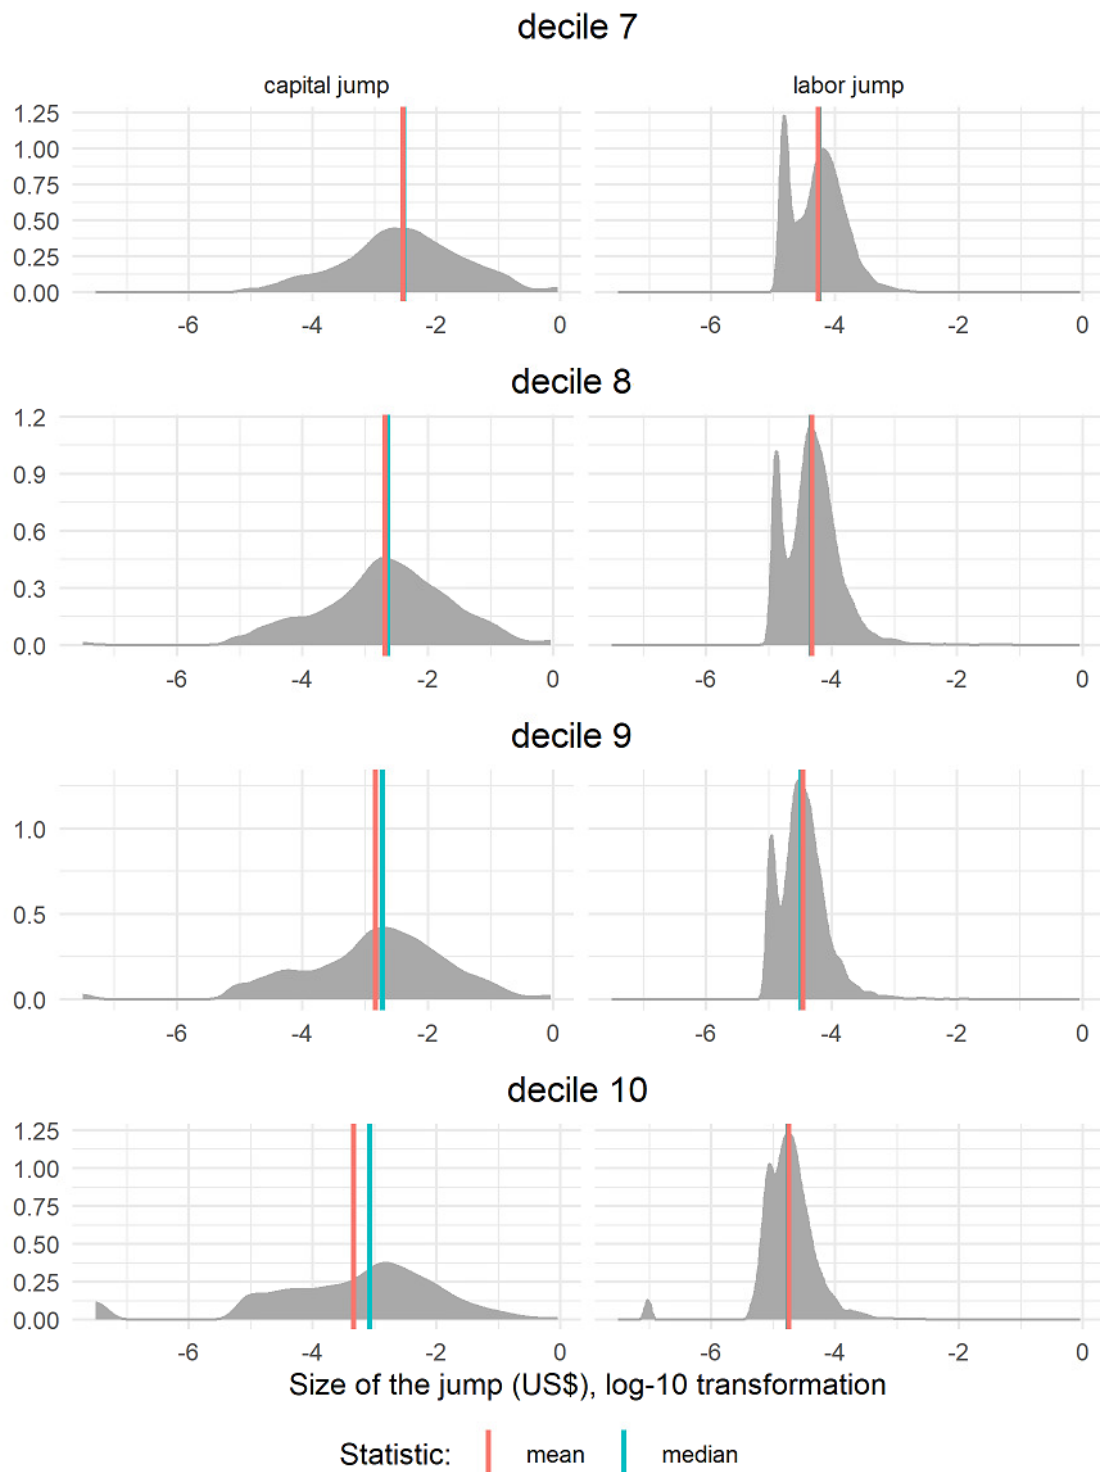 decile 7
capital jump labor jump
1.25
1.00
0.75
0.50
0.25
0.00
-6 -4 -2 0 -6 -4 -2 0
decile 8
1.2
0.9
0.6
0.3
0.0
-6 -4 -2 0 -6 -4 -2 0
decile 9
1.0
0.5
0.0
-6 -4 -2 0 -6 -4 -2 0
decile 10
1.25
1.00
0.75
0.50
0.25
0.00
-6 -4 -2 0 -6 -4 -2 0
Size of the jump (US$), log-10 transformation
Statistic: mean median